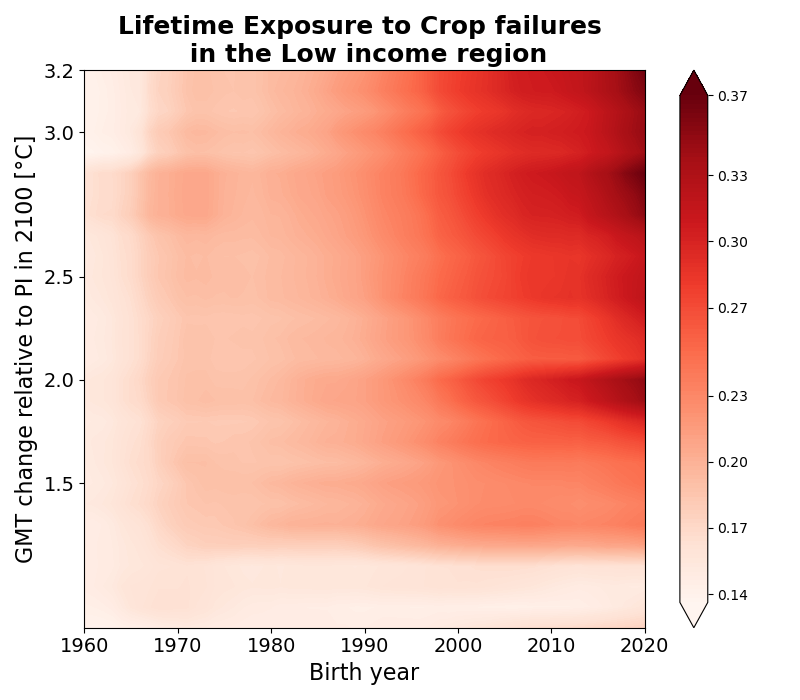 Lifetime Exposure to Crop failures
in the Low income region
GMT change relative to PI in 2100 [°C]
3.2
3.0
2.5
2.0
1.5
1960 1970 1980 1990 2000 2010 2020
Birth year
0.37
0.33
0.30
0.27
0.23
0.20
0.17
0.14